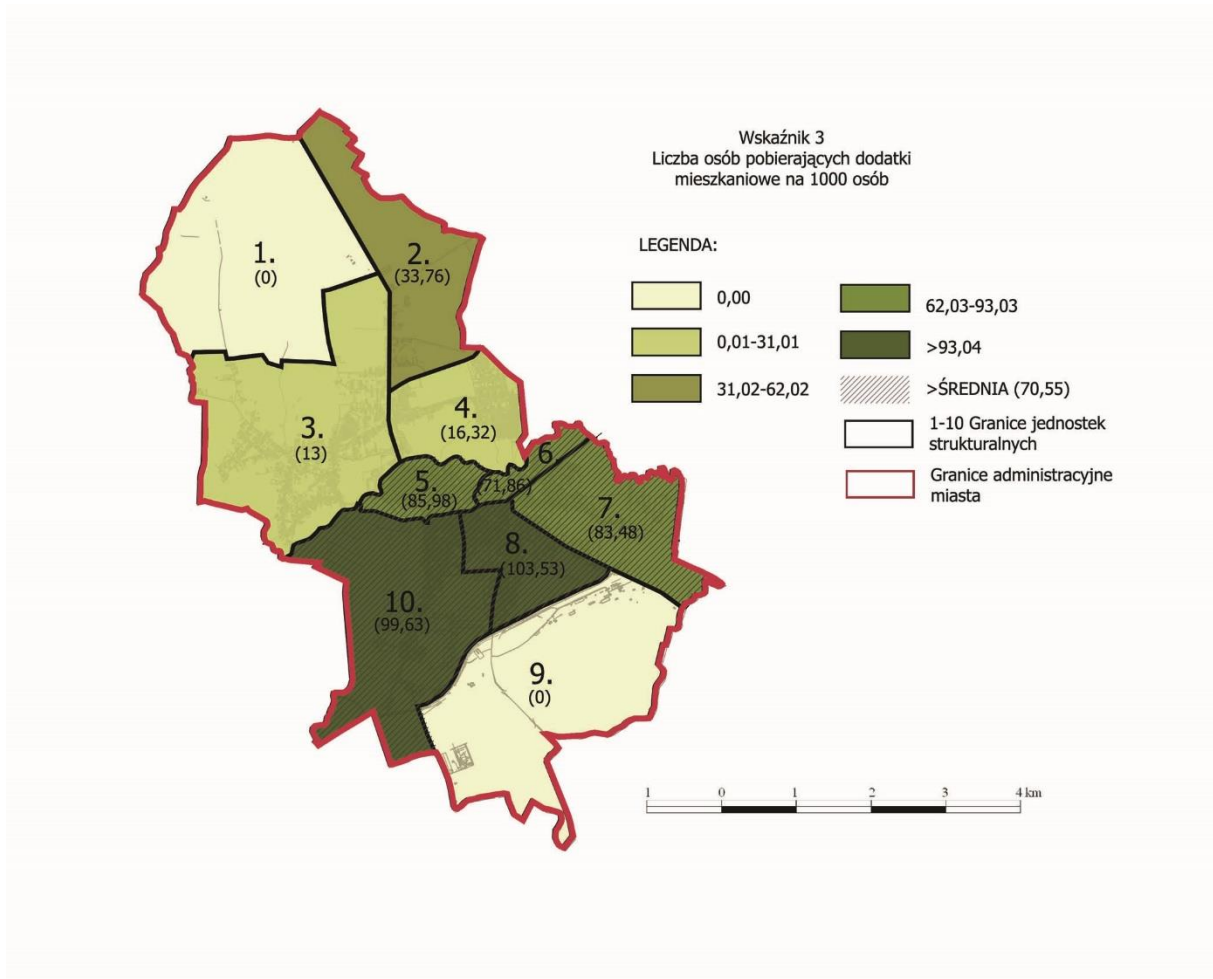 Wskaźnik 3
Liczba osób pobierających dodatki
mieszkaniowe na 1000 osób
LEGENDA:
0,00
0,01-31,01
31,02-62,02
62,03-93,03
>93,04
>ŚREDNIA (70,55)
1-10 Granice jednostek
strukturalnych
Granice administracyjne
miasta
1.
(0)
2.
(33,76)
3.
(13)
4.
(16,32)
5.
(85,98)
6
(71,86)
7.
(83,48)
8.
(103,53)
9.
(0)
10.
(99,63)
1 0 1 2 3 4 km